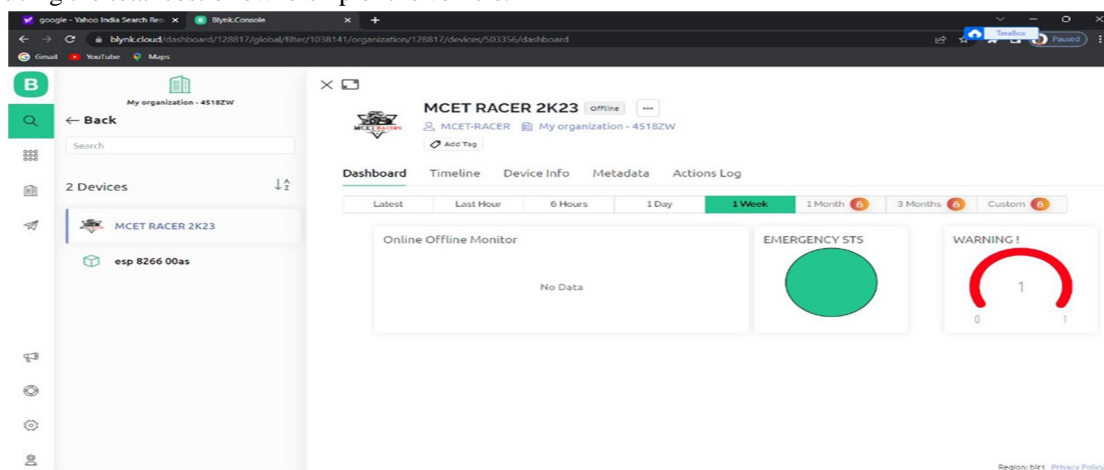 google - Yahoo India Search Res
Blynk.Console
blynk.cloud/dashboard/128817/global/filter/1038141/organization/128817/devices/503356/dashboard
TeraBox
Paused
Gmail YouTube Maps
B
My organization - 4518ZW
← Back
Search
2 Devices
MCET RACER 2K23
esp 8266 00as
MCET RACERS
MCET RACER 2K23 Offline
MCET-RACER My organization - 4518ZW
Add Tag
Dashboard Timeline Device Info Metadata Actions Log
Latest Last Hour 6 Hours 1 Day 1 Week 1 Month 3 Months Custom
Online Offline Monitor
No Data
EMERGENCY STS
WARNING !
1
0 1
Region: blr1 Privacy Policy